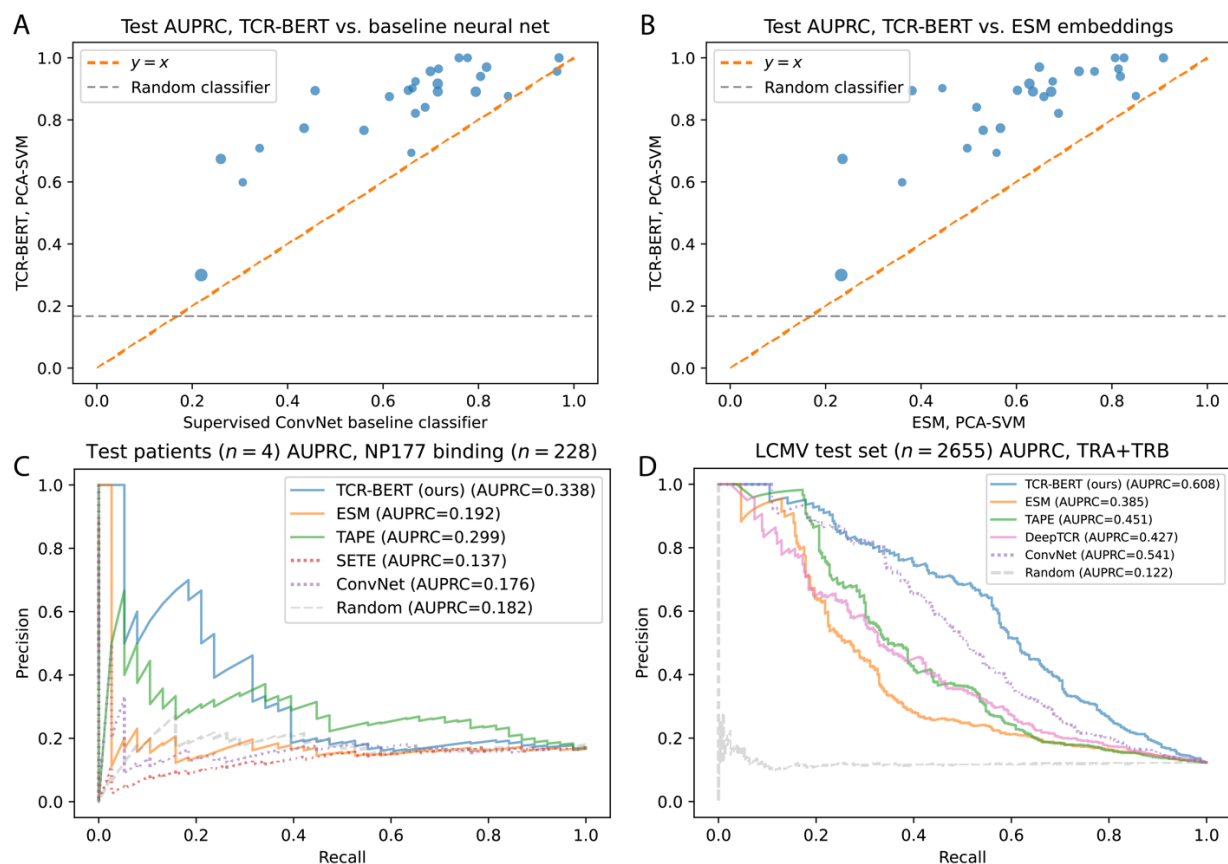 A
Test AUPRC, TCR-BERT vs. baseline neural net
y = x
Random classifier
1.0
0.8
0.6
0.4
0.2
0.0
TCR-BERT, PCA-SVM
0.0 0.2 0.4 0.6 0.8 1.0
Supervised ConvNet baseline classifier
B
Test AUPRC, TCR-BERT vs. ESM embeddings
y = x
Random classifier
1.0
0.8
0.6
0.4
0.2
0.0
TCR-BERT, PCA-SVM
0.0 0.2 0.4 0.6 0.8 1.0
ESM, PCA-SVM
C
Test patients (n = 4) AUPRC, NP177 binding (n = 228)
TCR-BERT (ours) (AUPRC=0.338)
ESM (AUPRC=0.192)
TAPE (AUPRC=0.299)
SETE (AUPRC=0.137)
ConvNet (AUPRC=0.176)
Random (AUPRC=0.182)
1.0
0.8
0.6
0.4
0.2
0.0
Precision
0.0 0.2 0.4 0.6 0.8 1.0
Recall
D
LCMV test set (n = 2655) AUPRC, TRA+TRB
TCR-BERT (ours) (AUPRC=0.608)
ESM (AUPRC=0.385)
TAPE (AUPRC=0.451)
DeepTCR (AUPRC=0.427)
ConvNet (AUPRC=0.541)
Random (AUPRC=0.122)
1.0
0.8
0.6
0.4
0.2
0.0
Precision
0.0 0.2 0.4 0.6 0.8 1.0
Recall